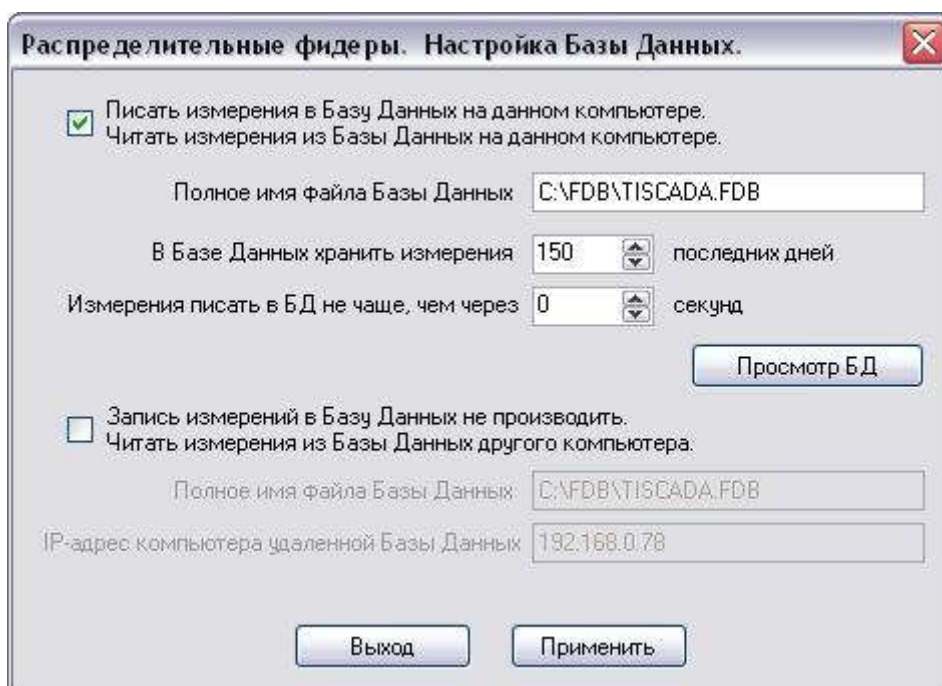 Распределительные фидеры. Настройка Базы Данных.
Писать измерения в Базу Данных на данном компьютере.
Читать измерения из Базы Данных на данном компьютере.
Полное имя файла Базы Данных C:\FDB\TISCADA.FDB
В Базе Данных хранить измерения 150 последних дней
Измерения писать в БД не чаще, чем через 0 секунд
Просмотр БД
Запись измерений в Базу Данных не производить.
Читать измерения из Базы Данных другого компьютера.
Полное имя файла Базы Данных C:\FDB\TISCADA.FDB
IP-адрес компьютера удаленной Базы Данных 192.168.0.78
Выход Применить